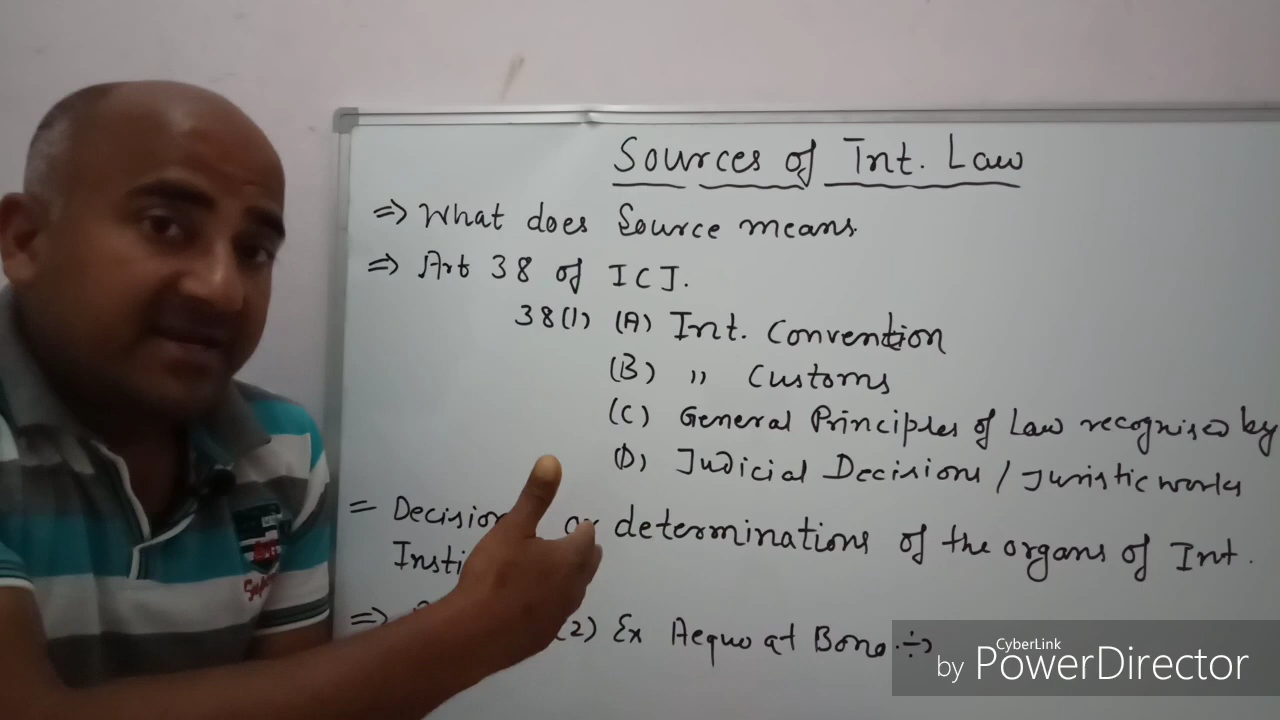 Sources of Int. Law
=> What does Source means.
=> Art 38 of ICJ.
38(1) (A) Int. Convention
(B) " Customs
(C) General Principles of Law recognised by
(D) Judicial Decisions / Juristic works
= Decision or determinations of the organs of Int.
Insti
=> (2) Ex Aequo at Bono.
CyberLink
by PowerDirector